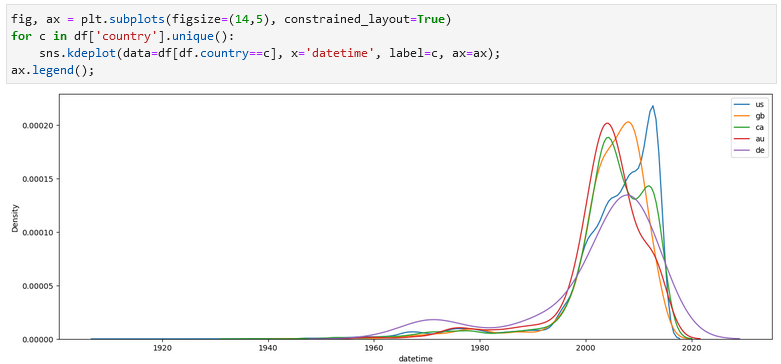 fig, ax = plt.subplots(figsize=(14,5), constrained_layout=True)
for c in df['country'].unique():
    sns.kdeplot(data=df[df.country==c], x='datetime', label=c, ax=ax);
ax.legend();
us
gb
ca
au
de
0.00020
0.00015
0.00010
0.00005
0.00000
Density
1920 1940 1960 1980 2000 2020
datetime